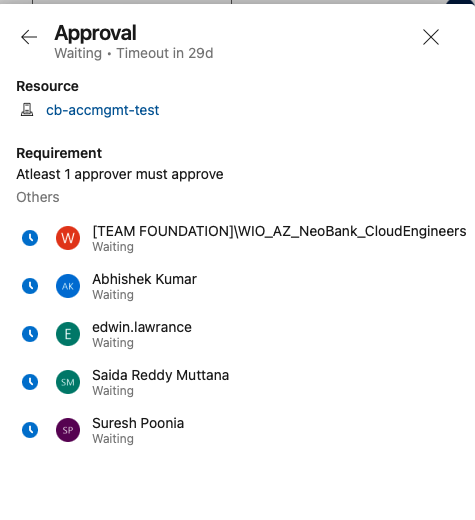 Approval
Waiting • Timeout in 29d
Resource
cb-accmgmt-test
Requirement
Atleast 1 approver must approve
Others
W
[TEAM FOUNDATION]\WIO_AZ_NeoBank_CloudEngineers
Waiting
AK
Abhishek Kumar
Waiting
E
edwin.lawrance
Waiting
SM
Saida Reddy Muttana
Waiting
SP
Suresh Poonia
Waiting